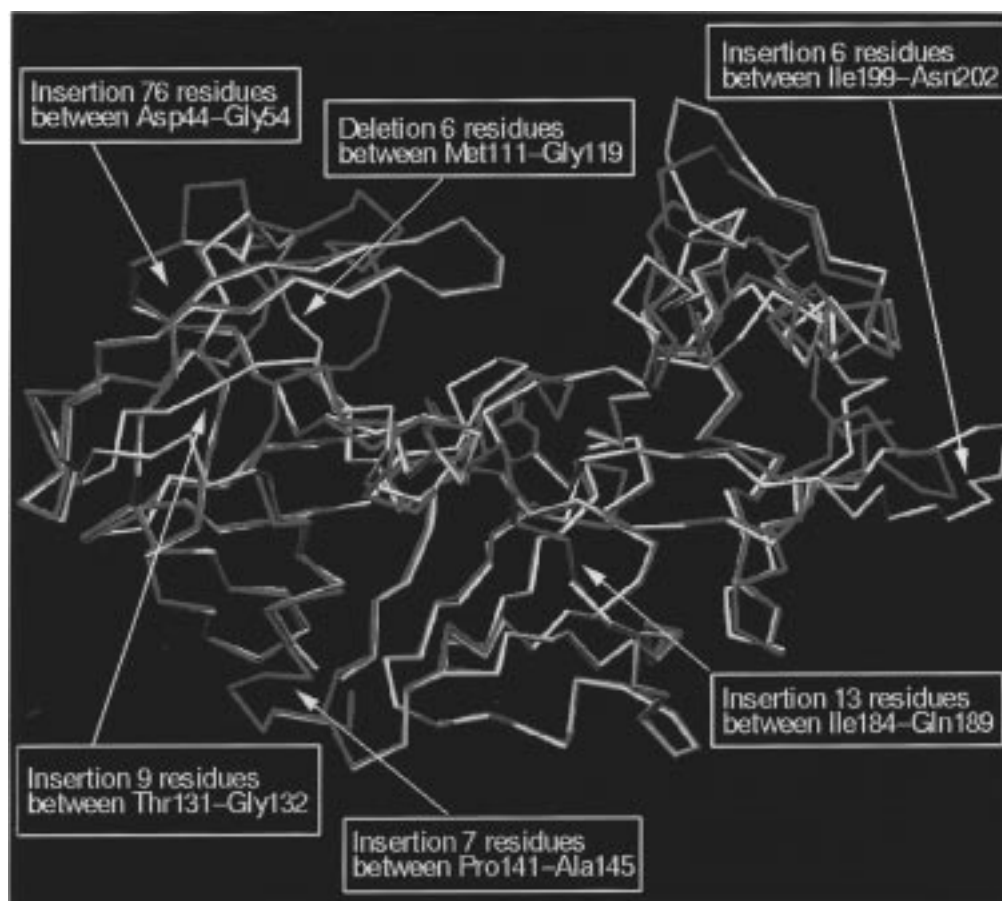 Insertion 6 residues
between Ile199–Asn202
Insertion 76 residues
between Asp44–Gly54
Deletion 6 residues
between Met111–Gly119
Insertion 13 residues
between Ile184–Gln189
Insertion 9 residues
between Thr131–Gly132
Insertion 7 residues
between Pro141–Ala145